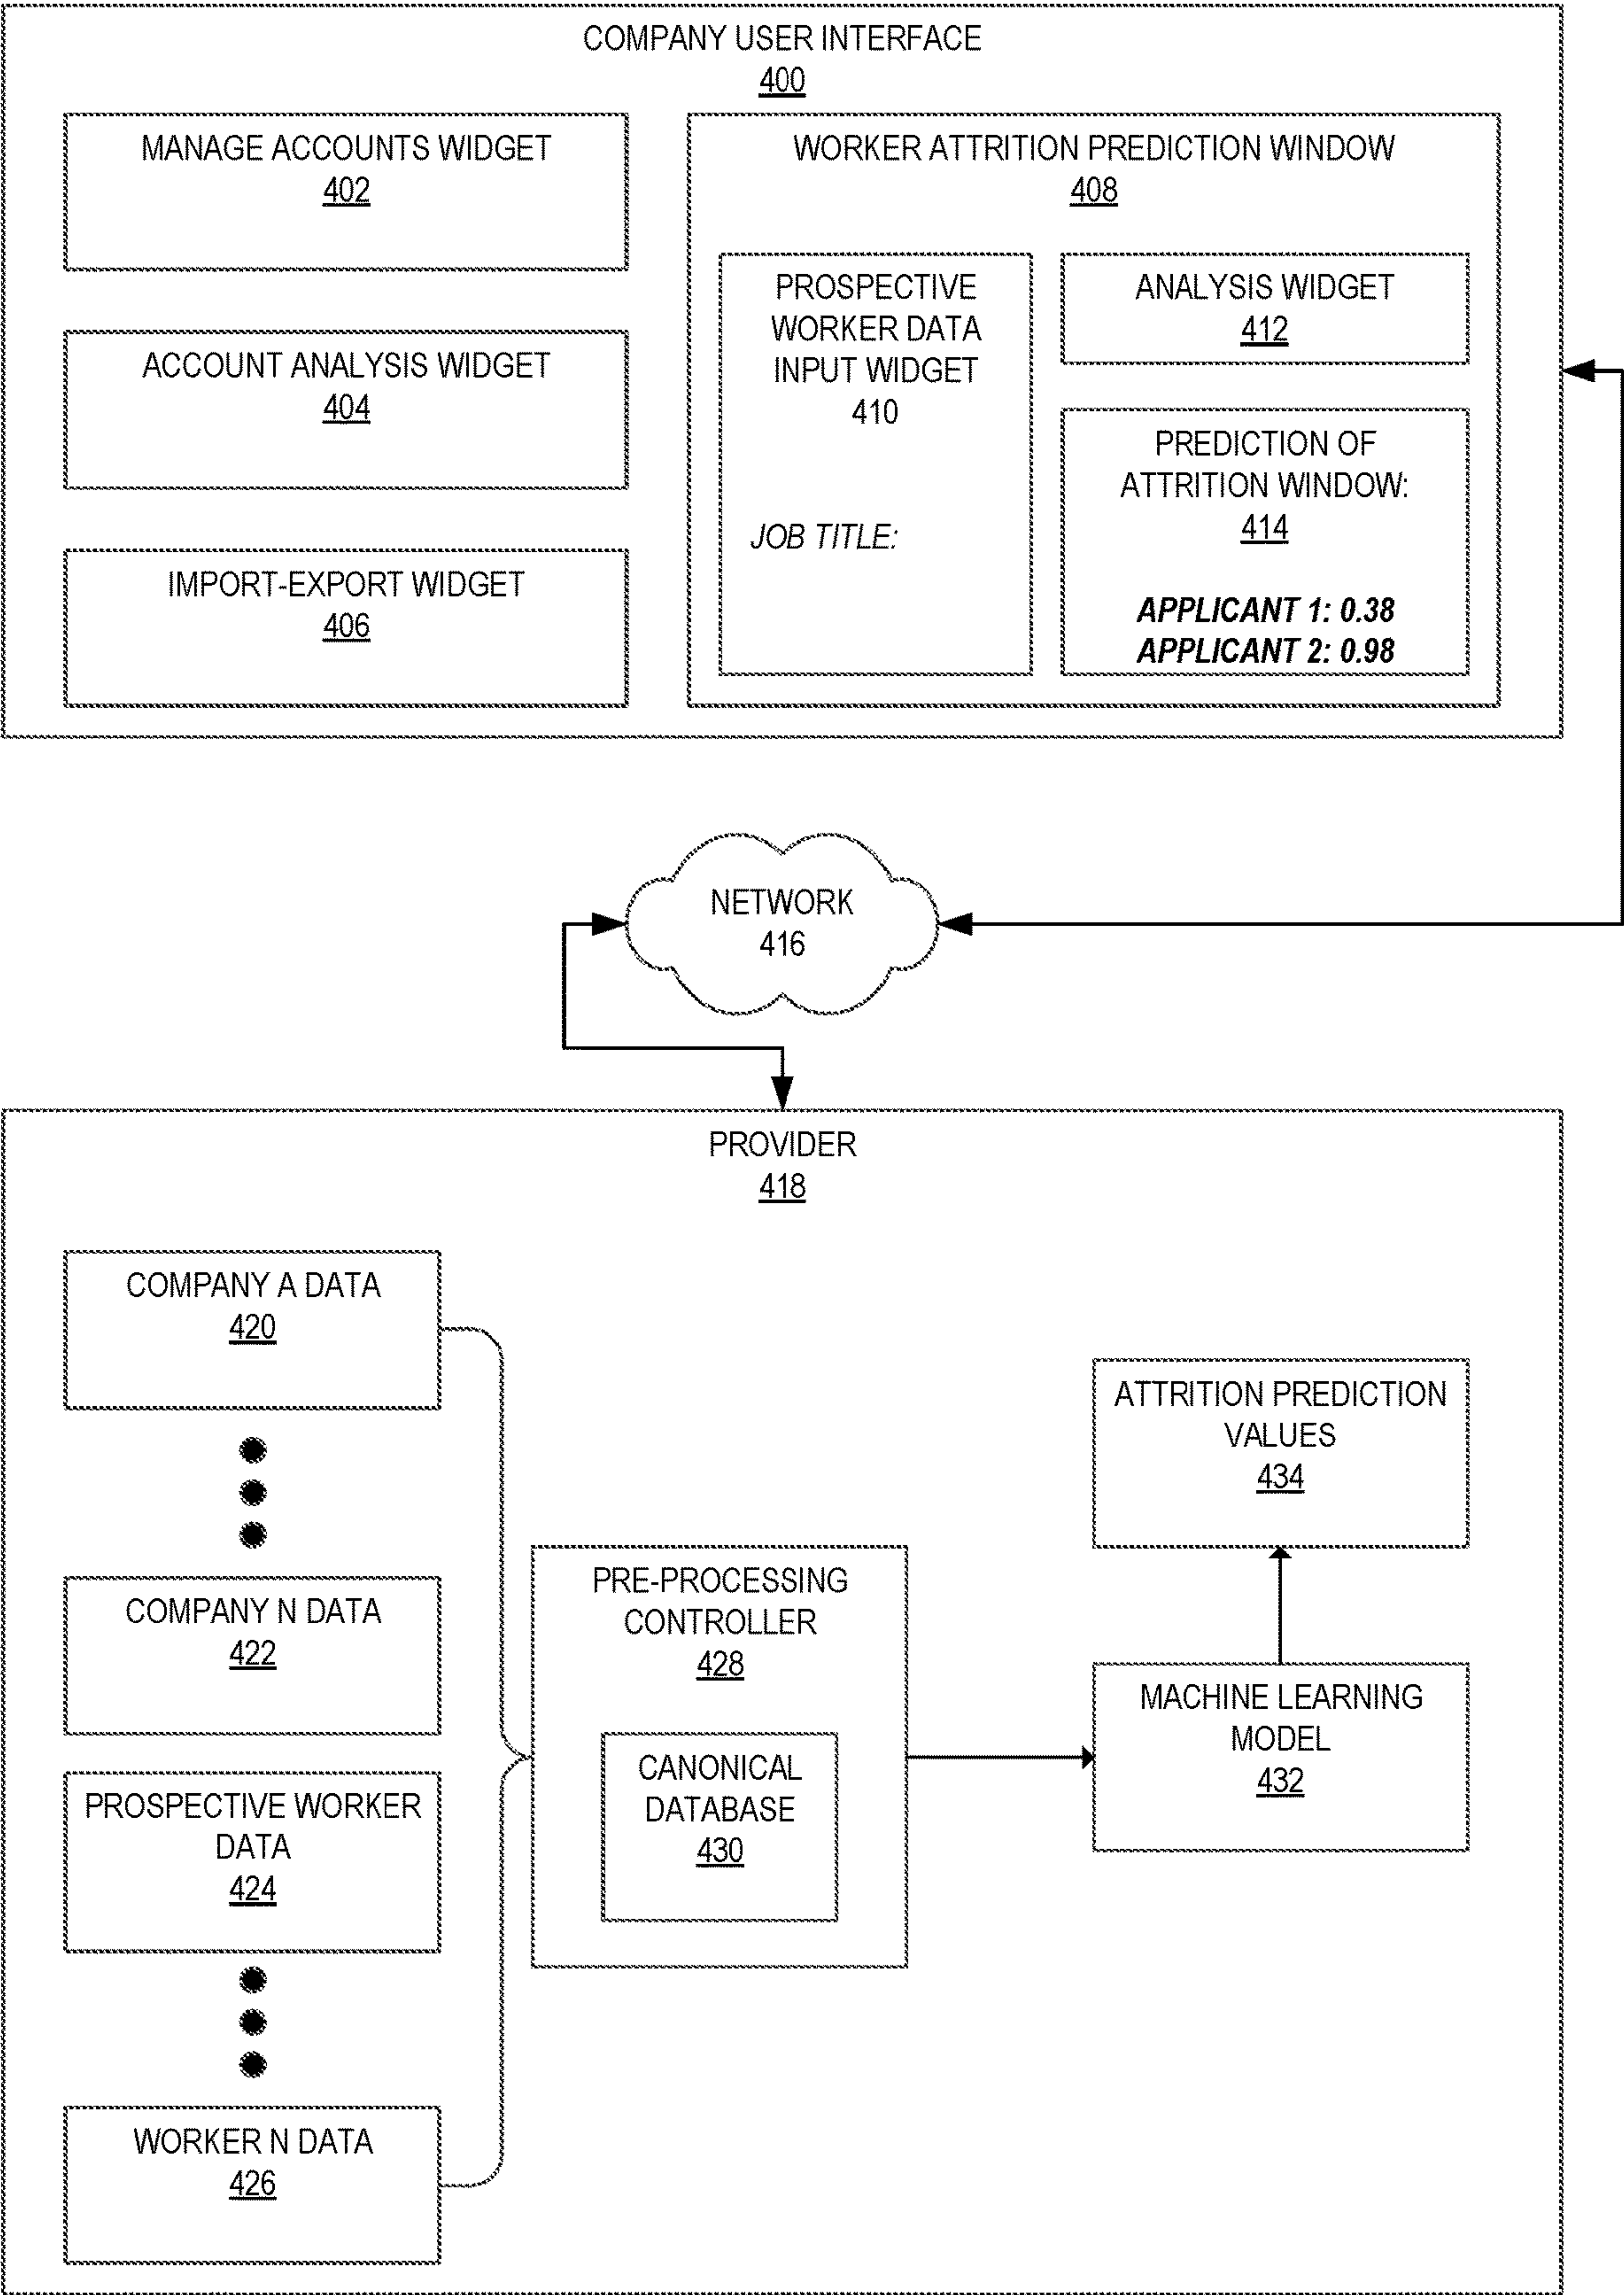 COMPANY USER INTERFACE
400
MANAGE ACCOUNTS WIDGET
402
ACCOUNT ANALYSIS WIDGET
404
IMPORT-EXPORT WIDGET
406
WORKER ATTRITION PREDICTION WINDOW
408
PROSPECTIVE
WORKER DATA
INPUT WIDGET
410
JOB TITLE:
ANALYSIS WIDGET
412
PREDICTION OF
ATTRITION WINDOW:
414
APPLICANT 1: 0.38
APPLICANT 2: 0.98
NETWORK
416
PROVIDER
418
COMPANY A DATA
420
COMPANY N DATA
422
PROSPECTIVE WORKER
DATA
424
WORKER N DATA
426
PRE-PROCESSING
CONTROLLER
428
CANONICAL
DATABASE
430
ATTRITION PREDICTION
VALUES
434
MACHINE LEARNING
MODEL
432